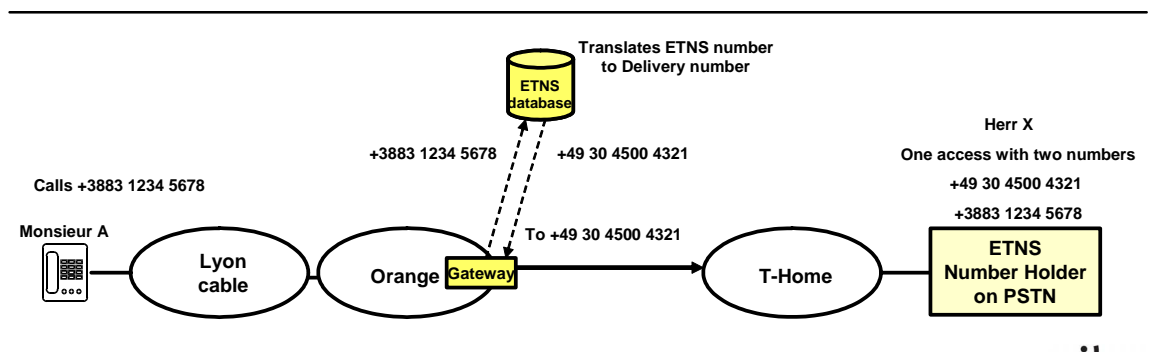 Translates ETNS number
to Delivery number
ETNS
database
Herr X
+3883 1234 5678
+49 30 4500 4321
One access with two numbers
Calls +3883 1234 5678
+49 30 4500 4321
+3883 1234 5678
Monsieur A
To +49 30 4500 4321
Lyon
cable
Orange
Gateway
T-Home
ETNS
Number Holder
on PSTN